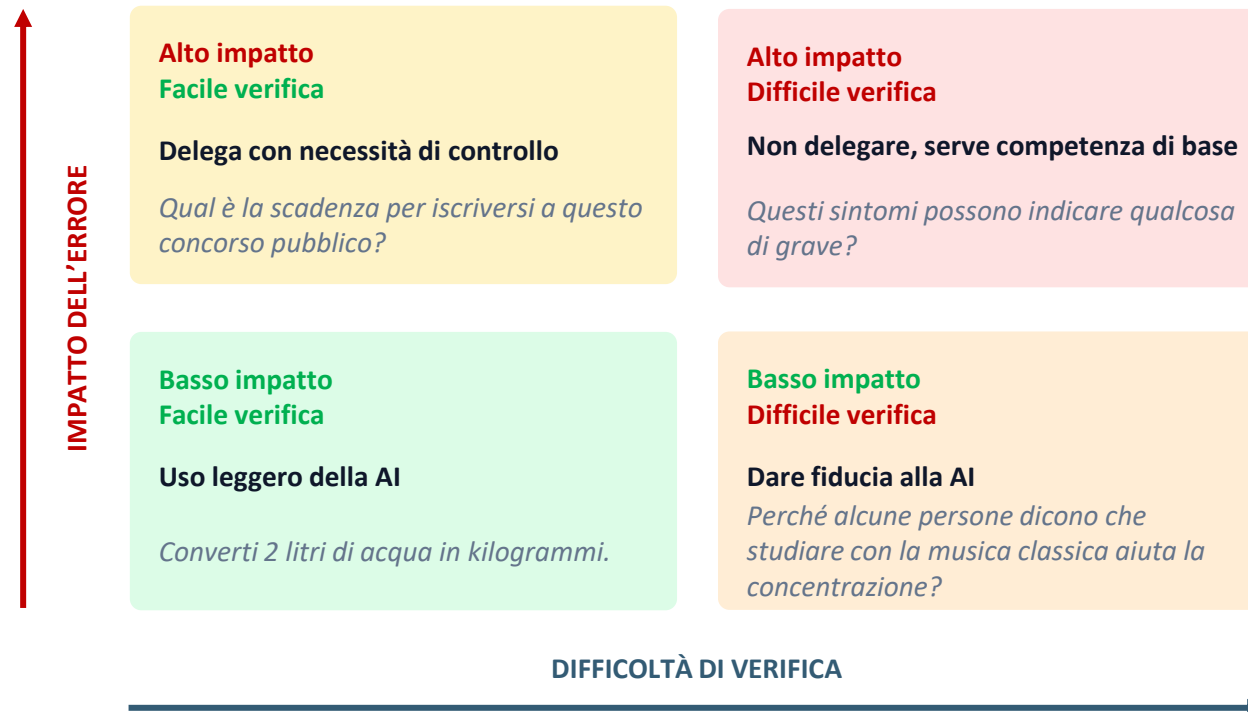 IMPATTO DELL'ERRORE
Alto impatto
Facile verifica
Delega con necessità di controllo
Qual è la scadenza per iscriversi a questo
concorso pubblico?
Alto impatto
Difficile verifica
Non delegare, serve competenza di base
Questi sintomi possono indicare qualcosa
di grave?
Basso impatto
Facile verifica
Uso leggero della AI
Converti 2 litri di acqua in kilogrammi.
Basso impatto
Difficile verifica
Dare fiducia alla AI
Perché alcune persone dicono che
studiare con la musica classica aiuta la
concentrazione?
DIFFICOLTÀ DI VERIFICA